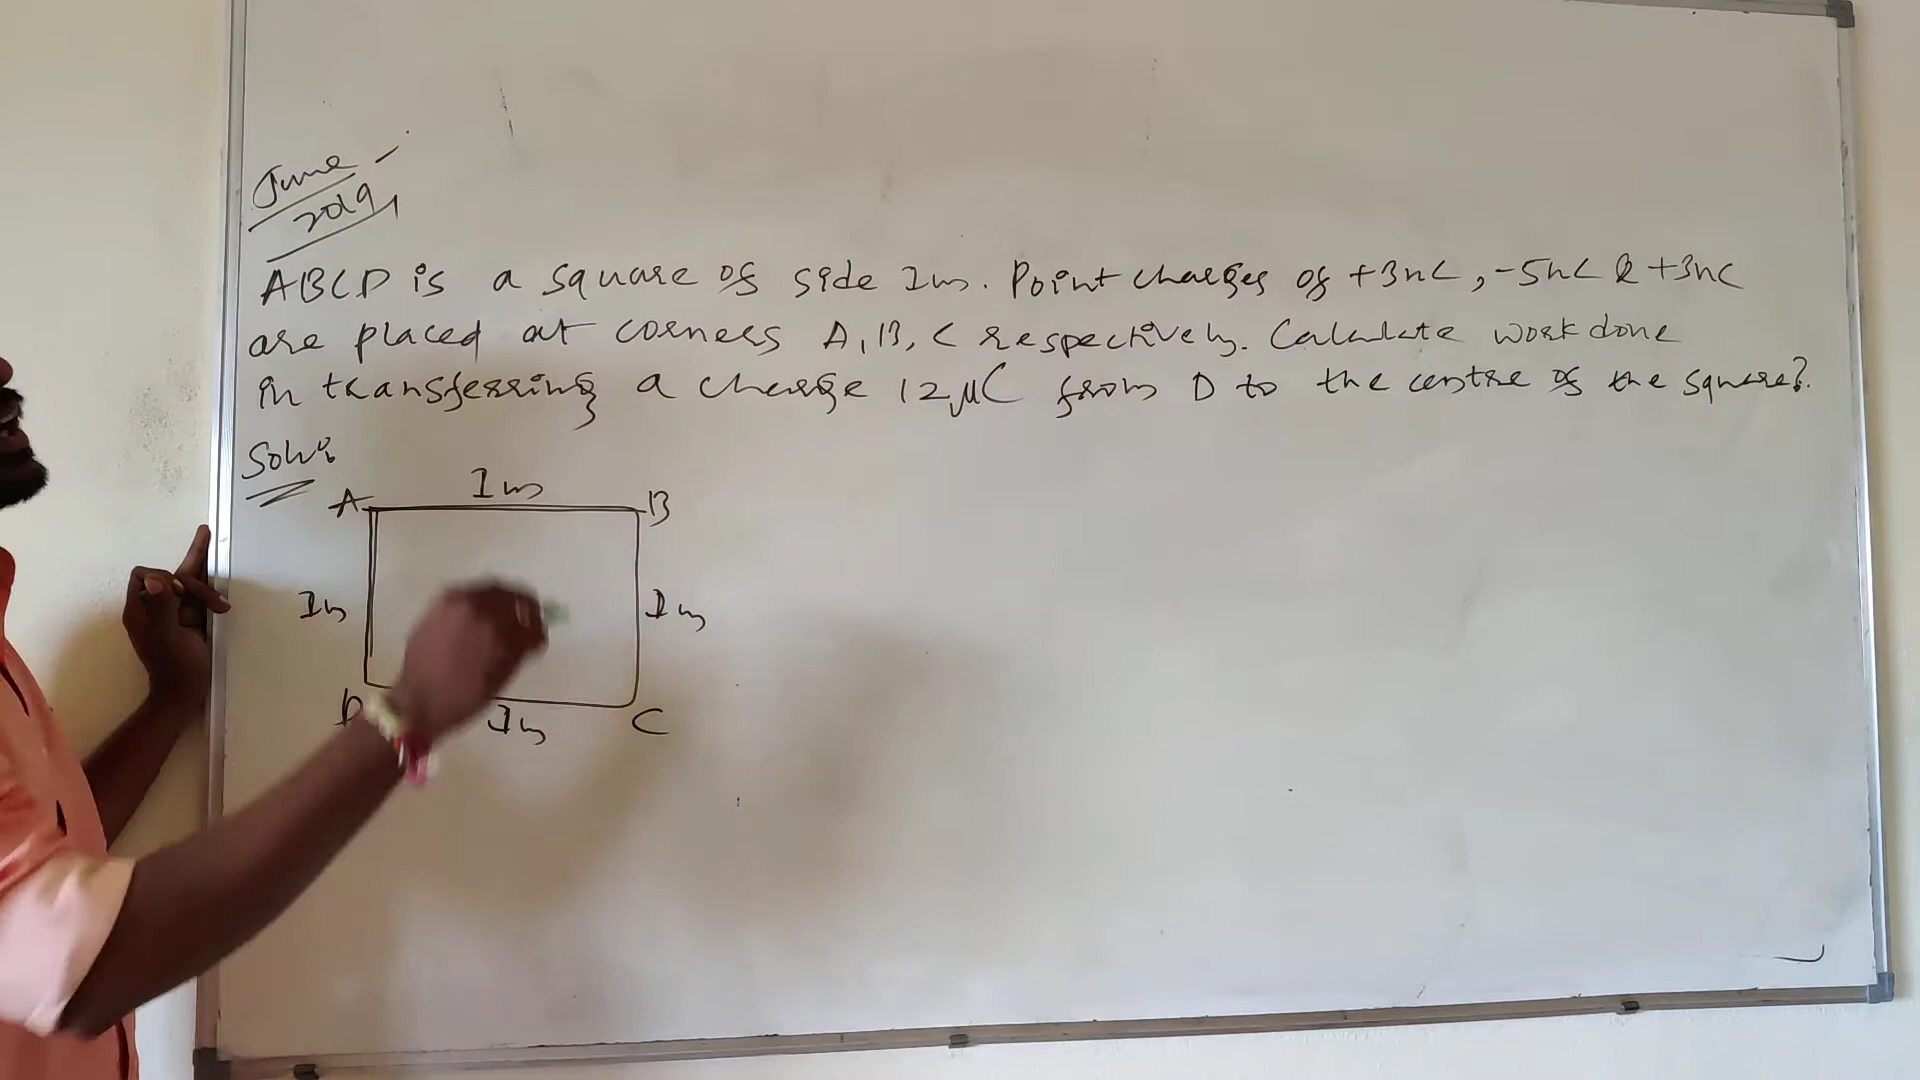 June -
2019
ABCD is a square of side 1m. Point charges of +3nC, -5nC & +3nC
are placed at corners A, B, C respectively. Calculate work done
in transferring a charge 12μC from D to the centre of the square?
Soln:
A 1m B
1m 1m
D 1m C